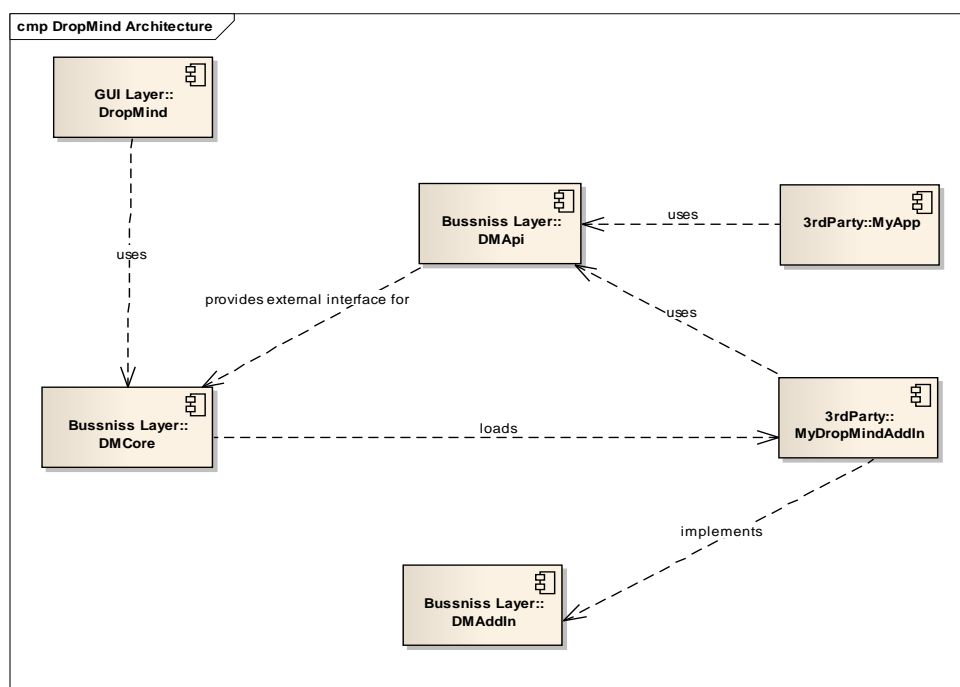 cmp DropMind Architecture
GUI Layer::
DropMind
Bussniss Layer::
DMApi
uses
3rdParty::MyApp
uses
provides external interface for
uses
Bussniss Layer::
DMCore
loads
3rdParty::
MyDropMindAddIn
implements
Bussniss Layer::
DMAddIn